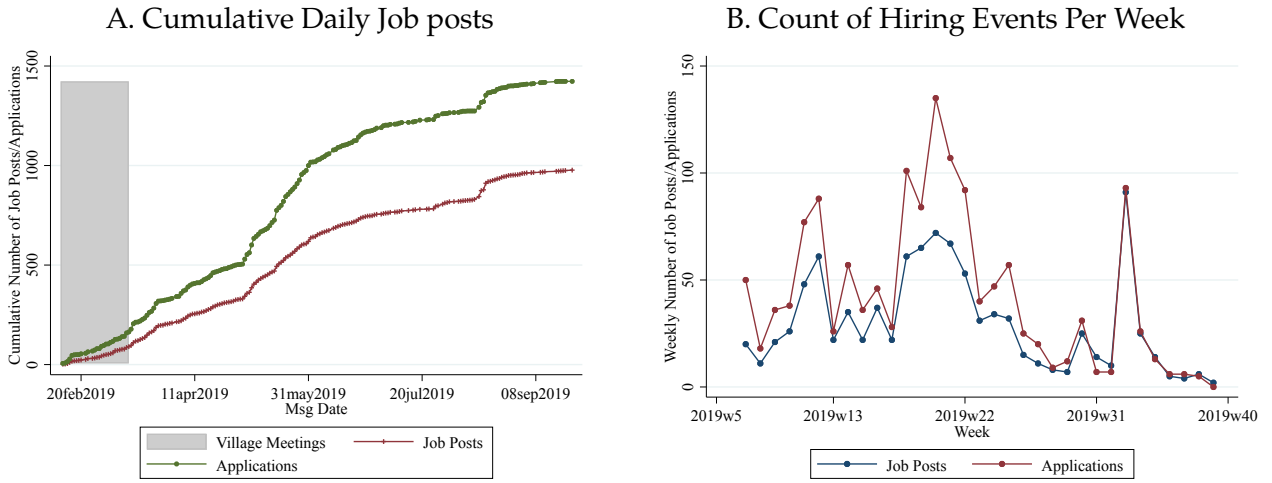 A. Cumulative Daily Job posts
Cumulative Number of Job Posts/Applications
1500
1000
500
0
20feb2019 11apr2019 31may2019 20jul2019 08sep2019
Msg Date
Village Meetings Job Posts
Applications
B. Count of Hiring Events Per Week
Weekly Number of Job Posts/Applications
150
100
50
0
2019w5 2019w13 2019w22 2019w31 2019w40
Week
Job Posts Applications